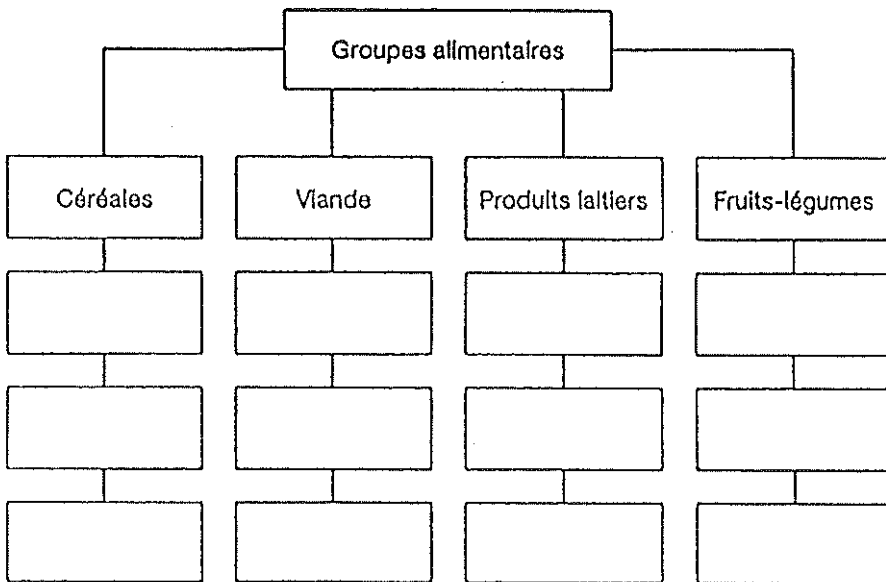 Groupes alimentaires
Céréales
Viande
Produits laitiers
Fruits-légumes